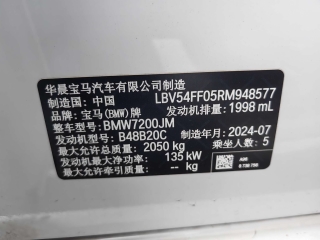 华晨宝马汽车有限公司制造
制造国：中国 LBV54FF05RM948577
品牌：宝马(BMW)牌 发动机排量：1998 mL
整车型号：BMW7200JM
发动机型号：B48B20C 制造年月：2024-07
最大允许总质量：2050 kg 乘坐人数：5
发动机最大净功率：135 kW
最大允许牵引质量：- kg